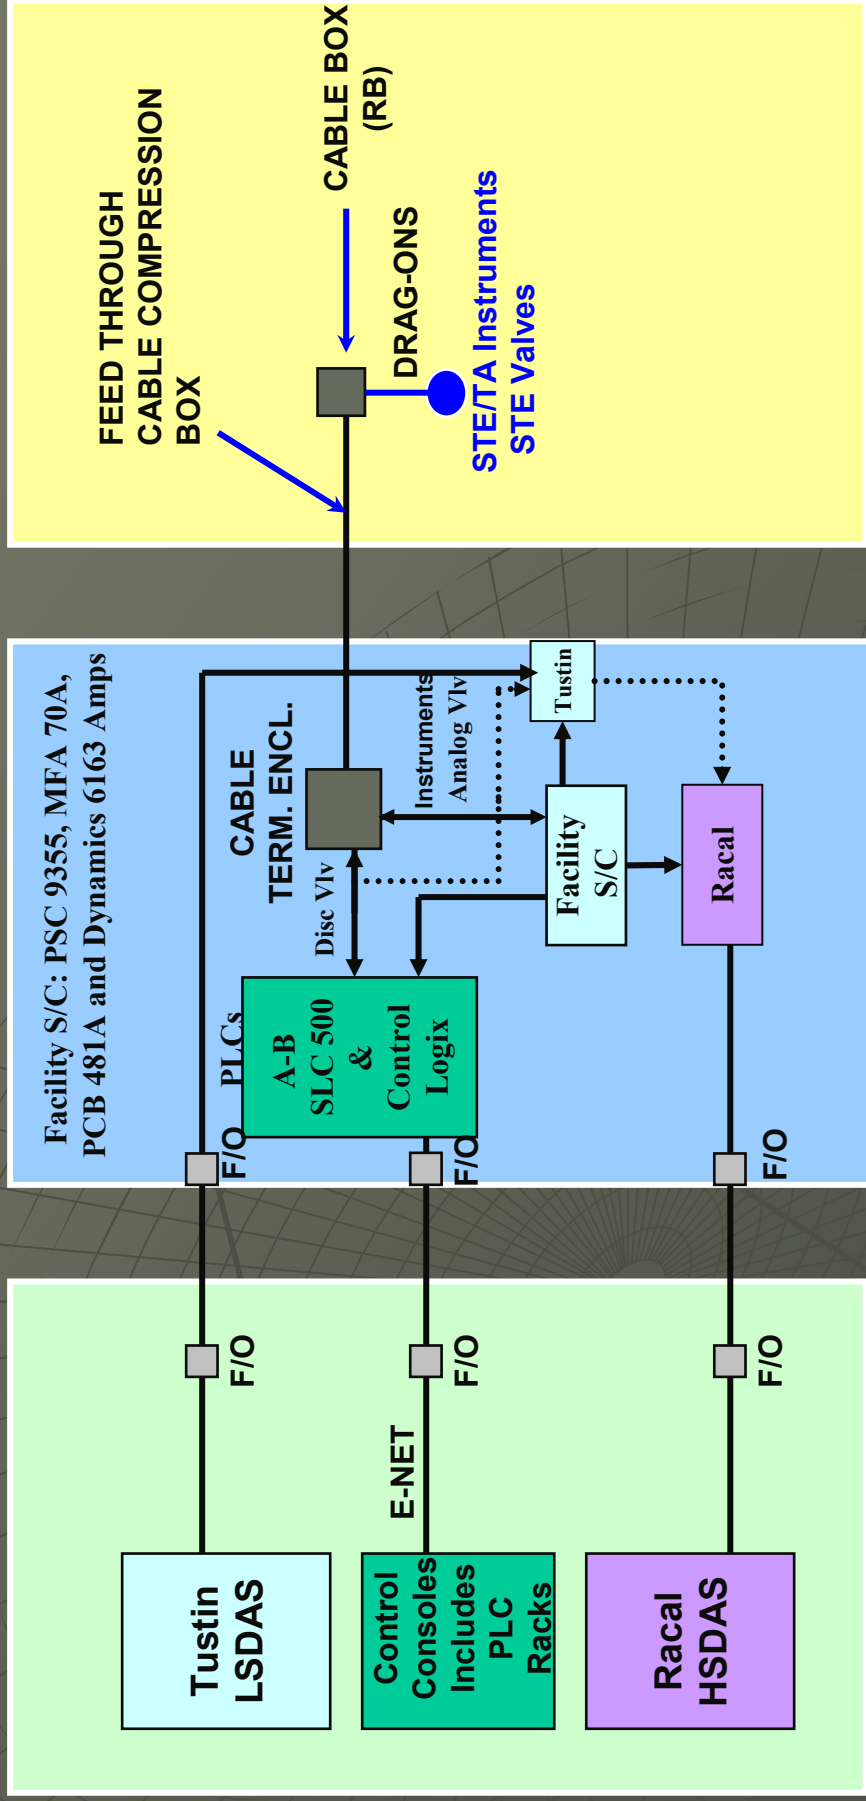 Tustin
LSDAS
Control
Consoles
Includes
PLC
Racks
Racal
HSDAS
E-NET
F/O
F/O
F/O
Facility S/C: PSC 9355, MFA 70A,
PCB 481A and Dynamics 6163 Amps
F/O
F/O
F/O
PLCs
A-B
SLC 500
&
Control
Logix
Disc Vlv
CABLE
TERM. ENCL.
Instruments
Analog Vlv
Facility
S/C
Tustin
Racal
FEED THROUGH
CABLE COMPRESSION
BOX
CABLE BOX
(RB)
DRAG-ONS
STE/TA Instruments
STE Valves